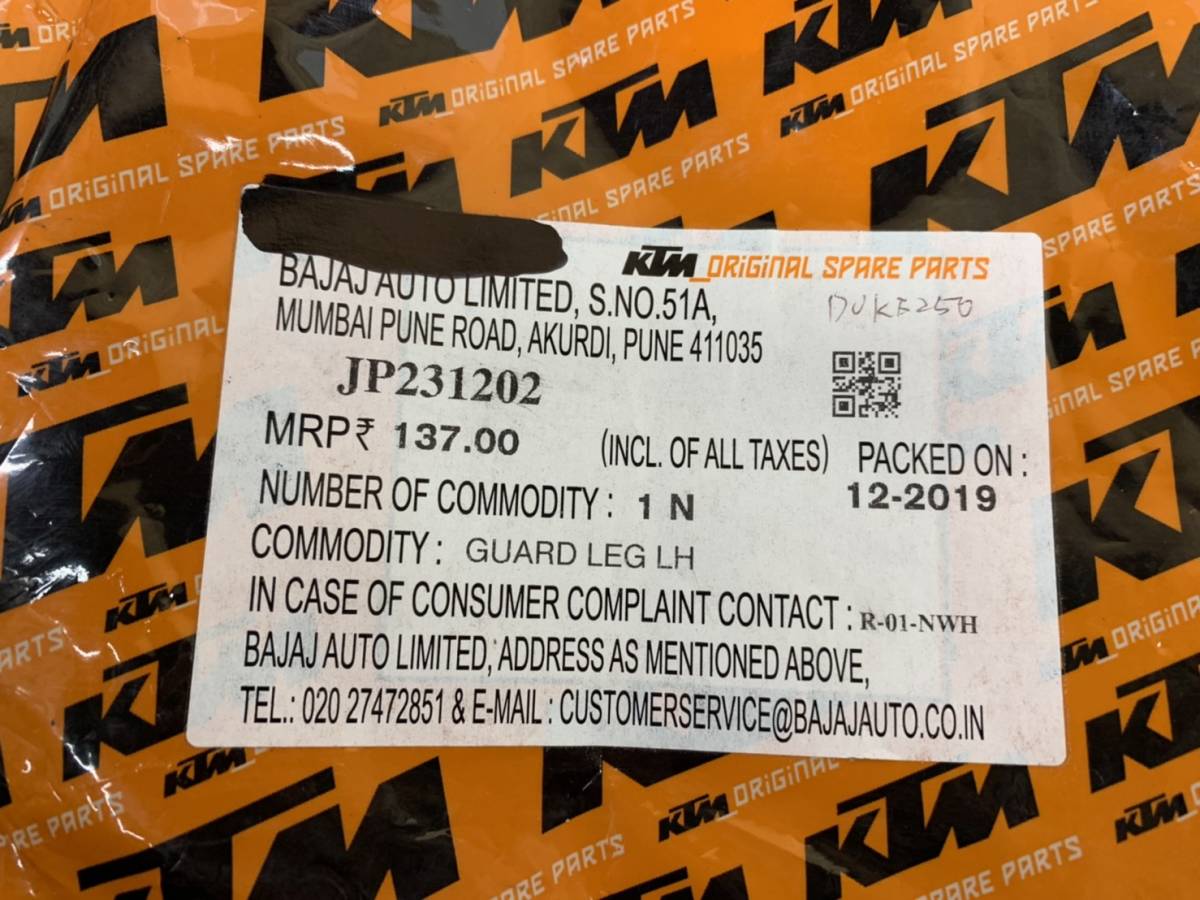 KTM_ORIGINAL SPARE PARTS
BAJAJ AUTO LIMITED, S.NO.51A,
DUKE250
MUMBAI PUNE ROAD, AKURDI, PUNE 411035
JP231202
MRP₹ 137.00 (INCL. OF ALL TAXES) PACKED ON :
12-2019
NUMBER OF COMMODITY : 1 N
COMMODITY : GUARD LEG LH
IN CASE OF CONSUMER COMPLAINT CONTACT : R-01-NWH
BAJAJ AUTO LIMITED, ADDRESS AS MENTIONED ABOVE,
TEL.: 020 27472851 & E-MAIL : CUSTOMERSERVICE@BAJAJAUTO.CO.IN